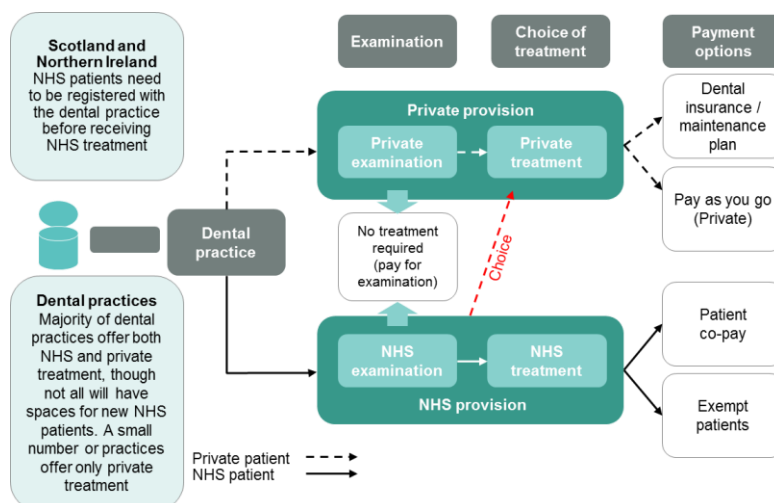 Scotland and
Northern Ireland
NHS patients need
to be registered with
the dental practice
before receiving
NHS treatment
Examination
Choice of
treatment
Payment
options
Private provision
Private
examination
Private
treatment
Dental
insurance /
maintenance
plan
Pay as you go
(Private)
Dental
practice
No treatment
required
(pay for
examination)
Choice
Dental practices
Majority of dental
practices offer both
NHS and private
treatment, though
not all will have
spaces for new NHS
patients. A small
number or practices
offer only private
treatment
NHS
examination
NHS
treatment
NHS provision
Patient
co-pay
Exempt
patients
Private patient
NHS patient